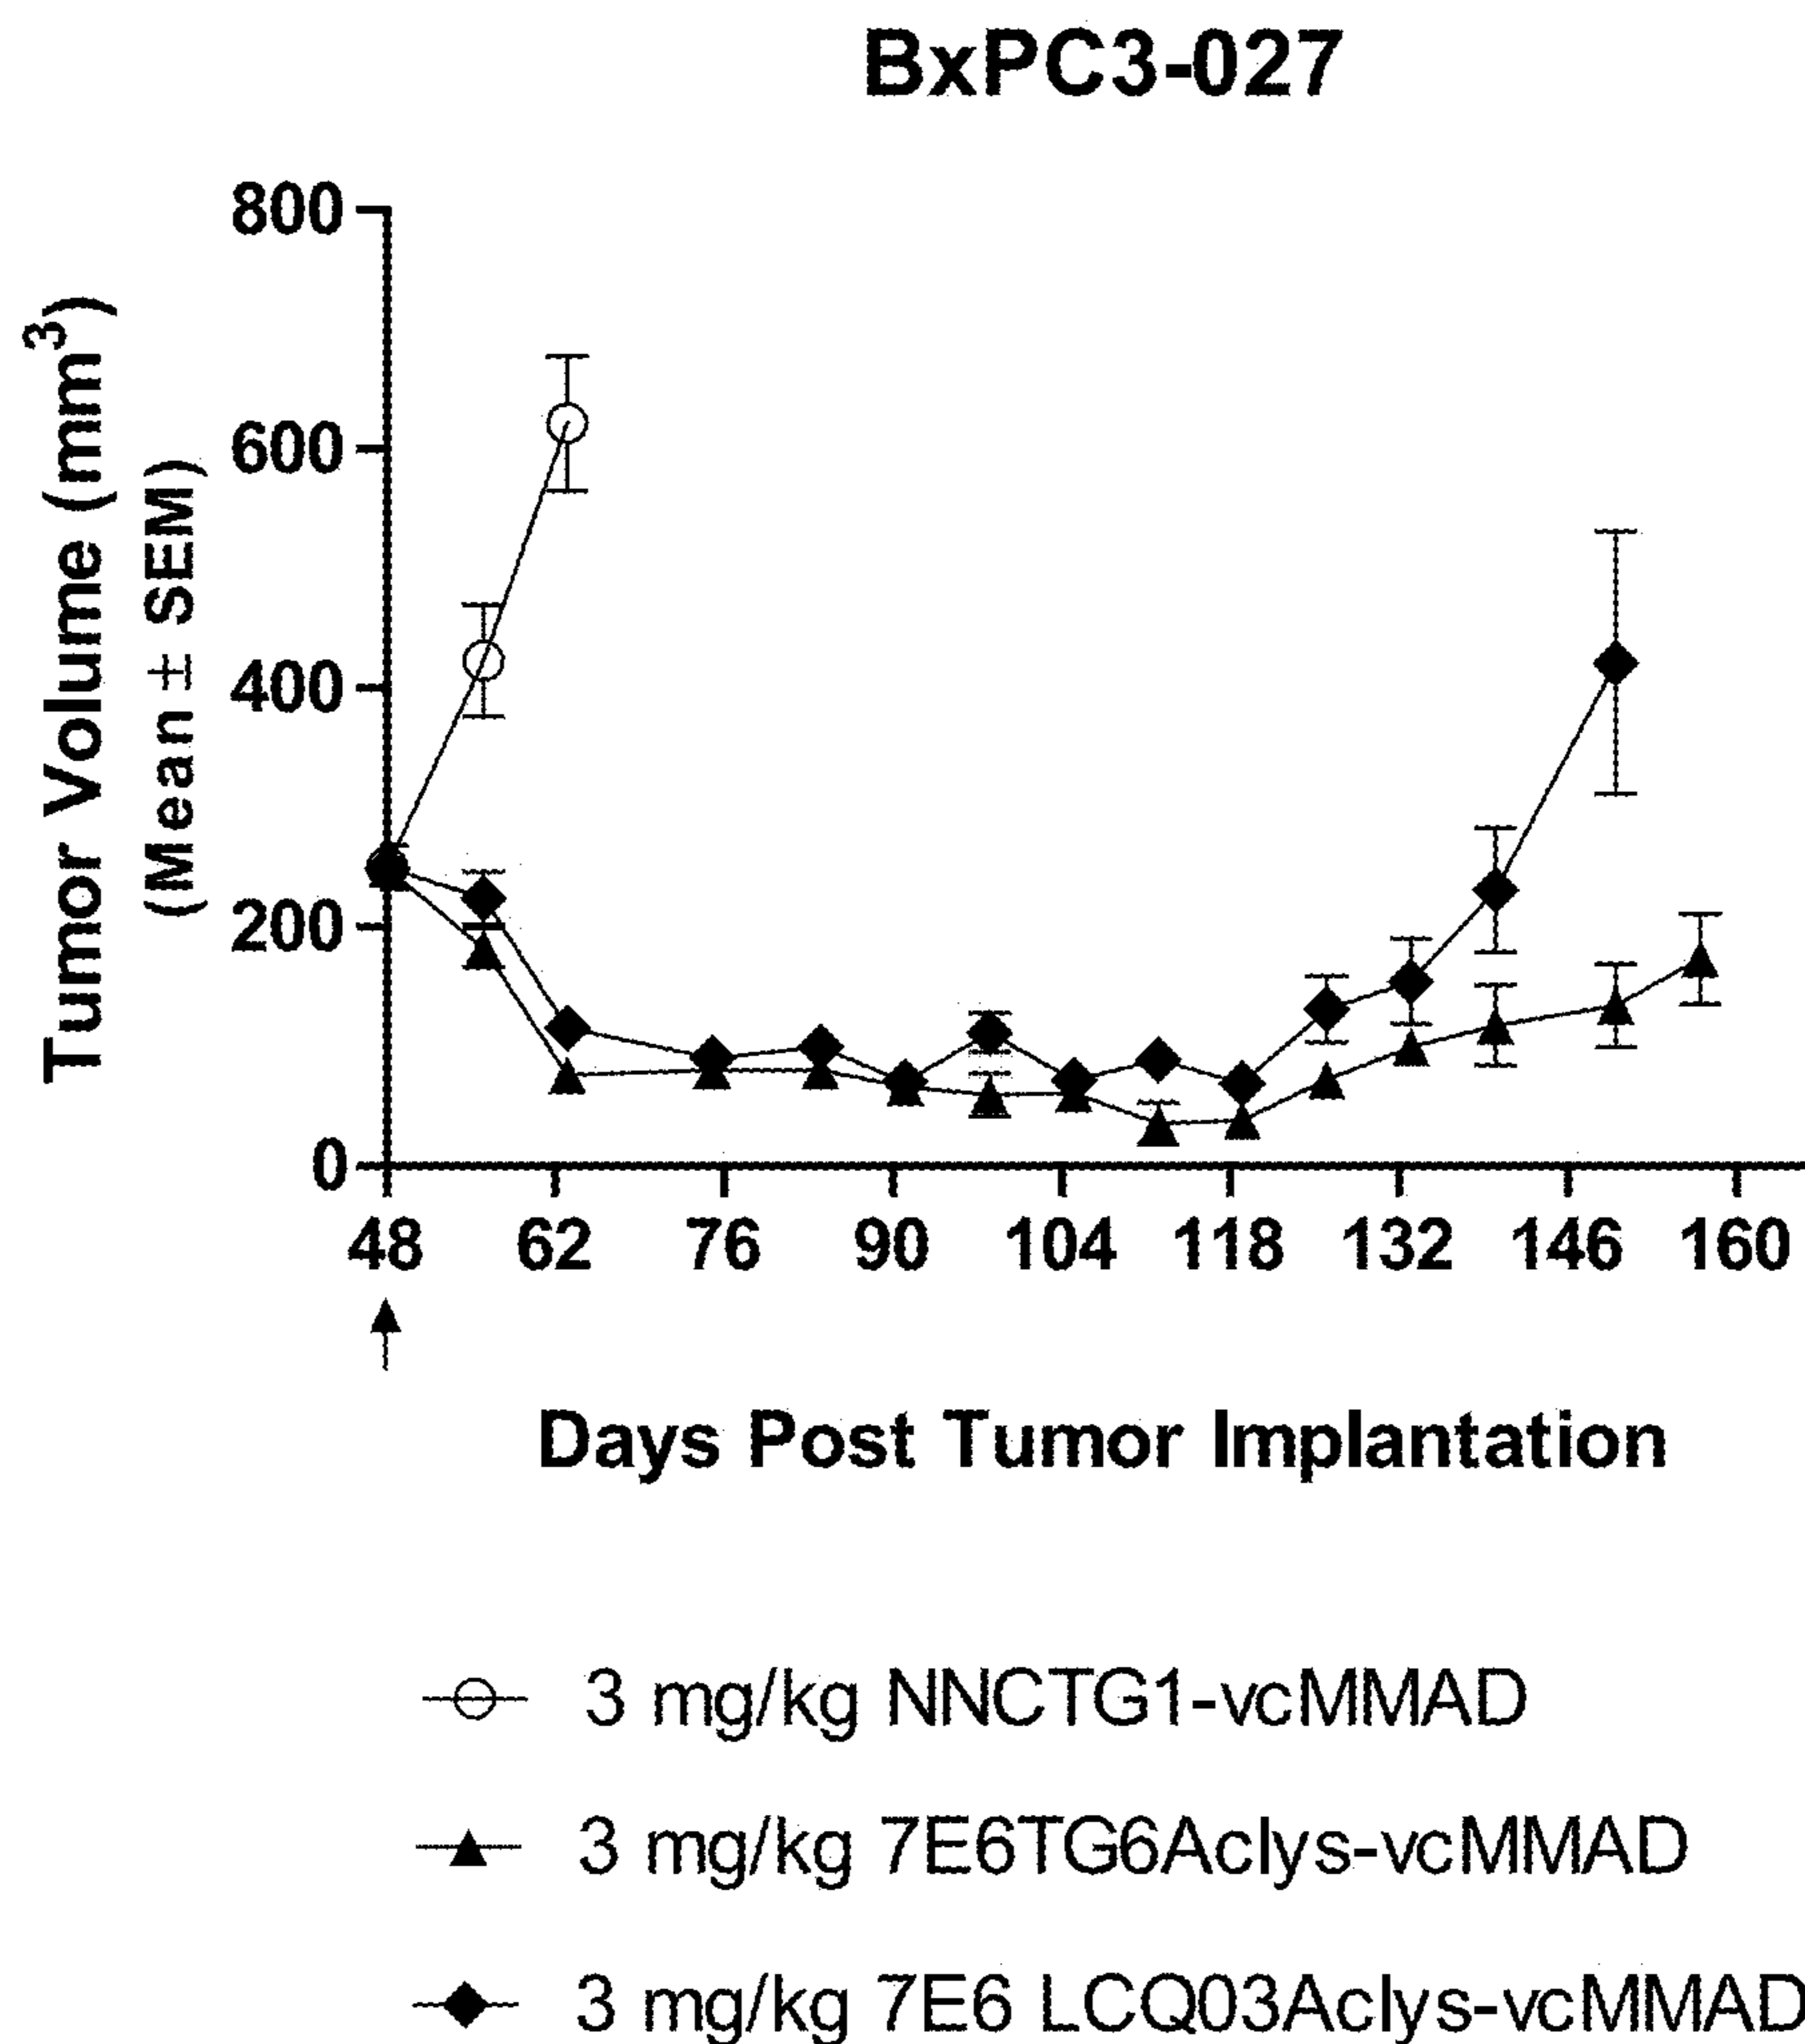 BxPC3-027
Tumor Volume (mm³)
(Mean ± SEM)
800
600
400
200
0
48 62 76 90 104 118 132 146 160
Days Post Tumor Implantation
3 mg/kg NNCTG1-vcMMAD
3 mg/kg 7E6TG6Aclys-vcMMAD
3 mg/kg 7E6 LCQ03Aclys-vcMMAD